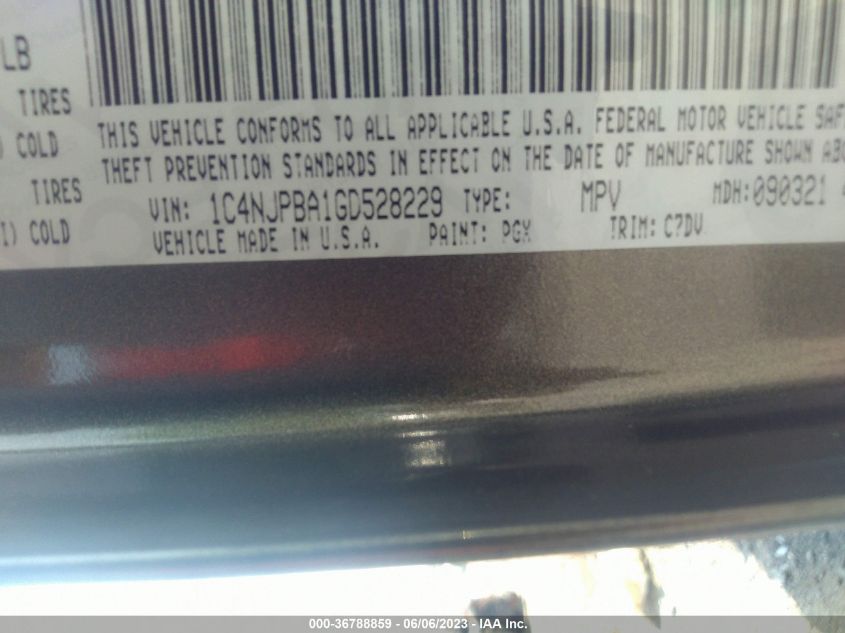 LB
TIRES
) COLD
TIRES
I) COLD
THIS VEHICLE CONFORMS TO ALL APPLICABLE U.S.A. FEDERAL MOTOR VEHICLE SAF
THEFT PREVENTION STANDARDS IN EFFECT ON THE DATE OF MANUFACTURE SHOWN ABO
VIN: 1C4NJPBA1GD528229 TYPE: MPV MDH:090321 4
VEHICLE MADE IN U.S.A. PAINT: PGX TRIM: C7DV
000-36788859 - 06/06/2023 - IAA Inc.